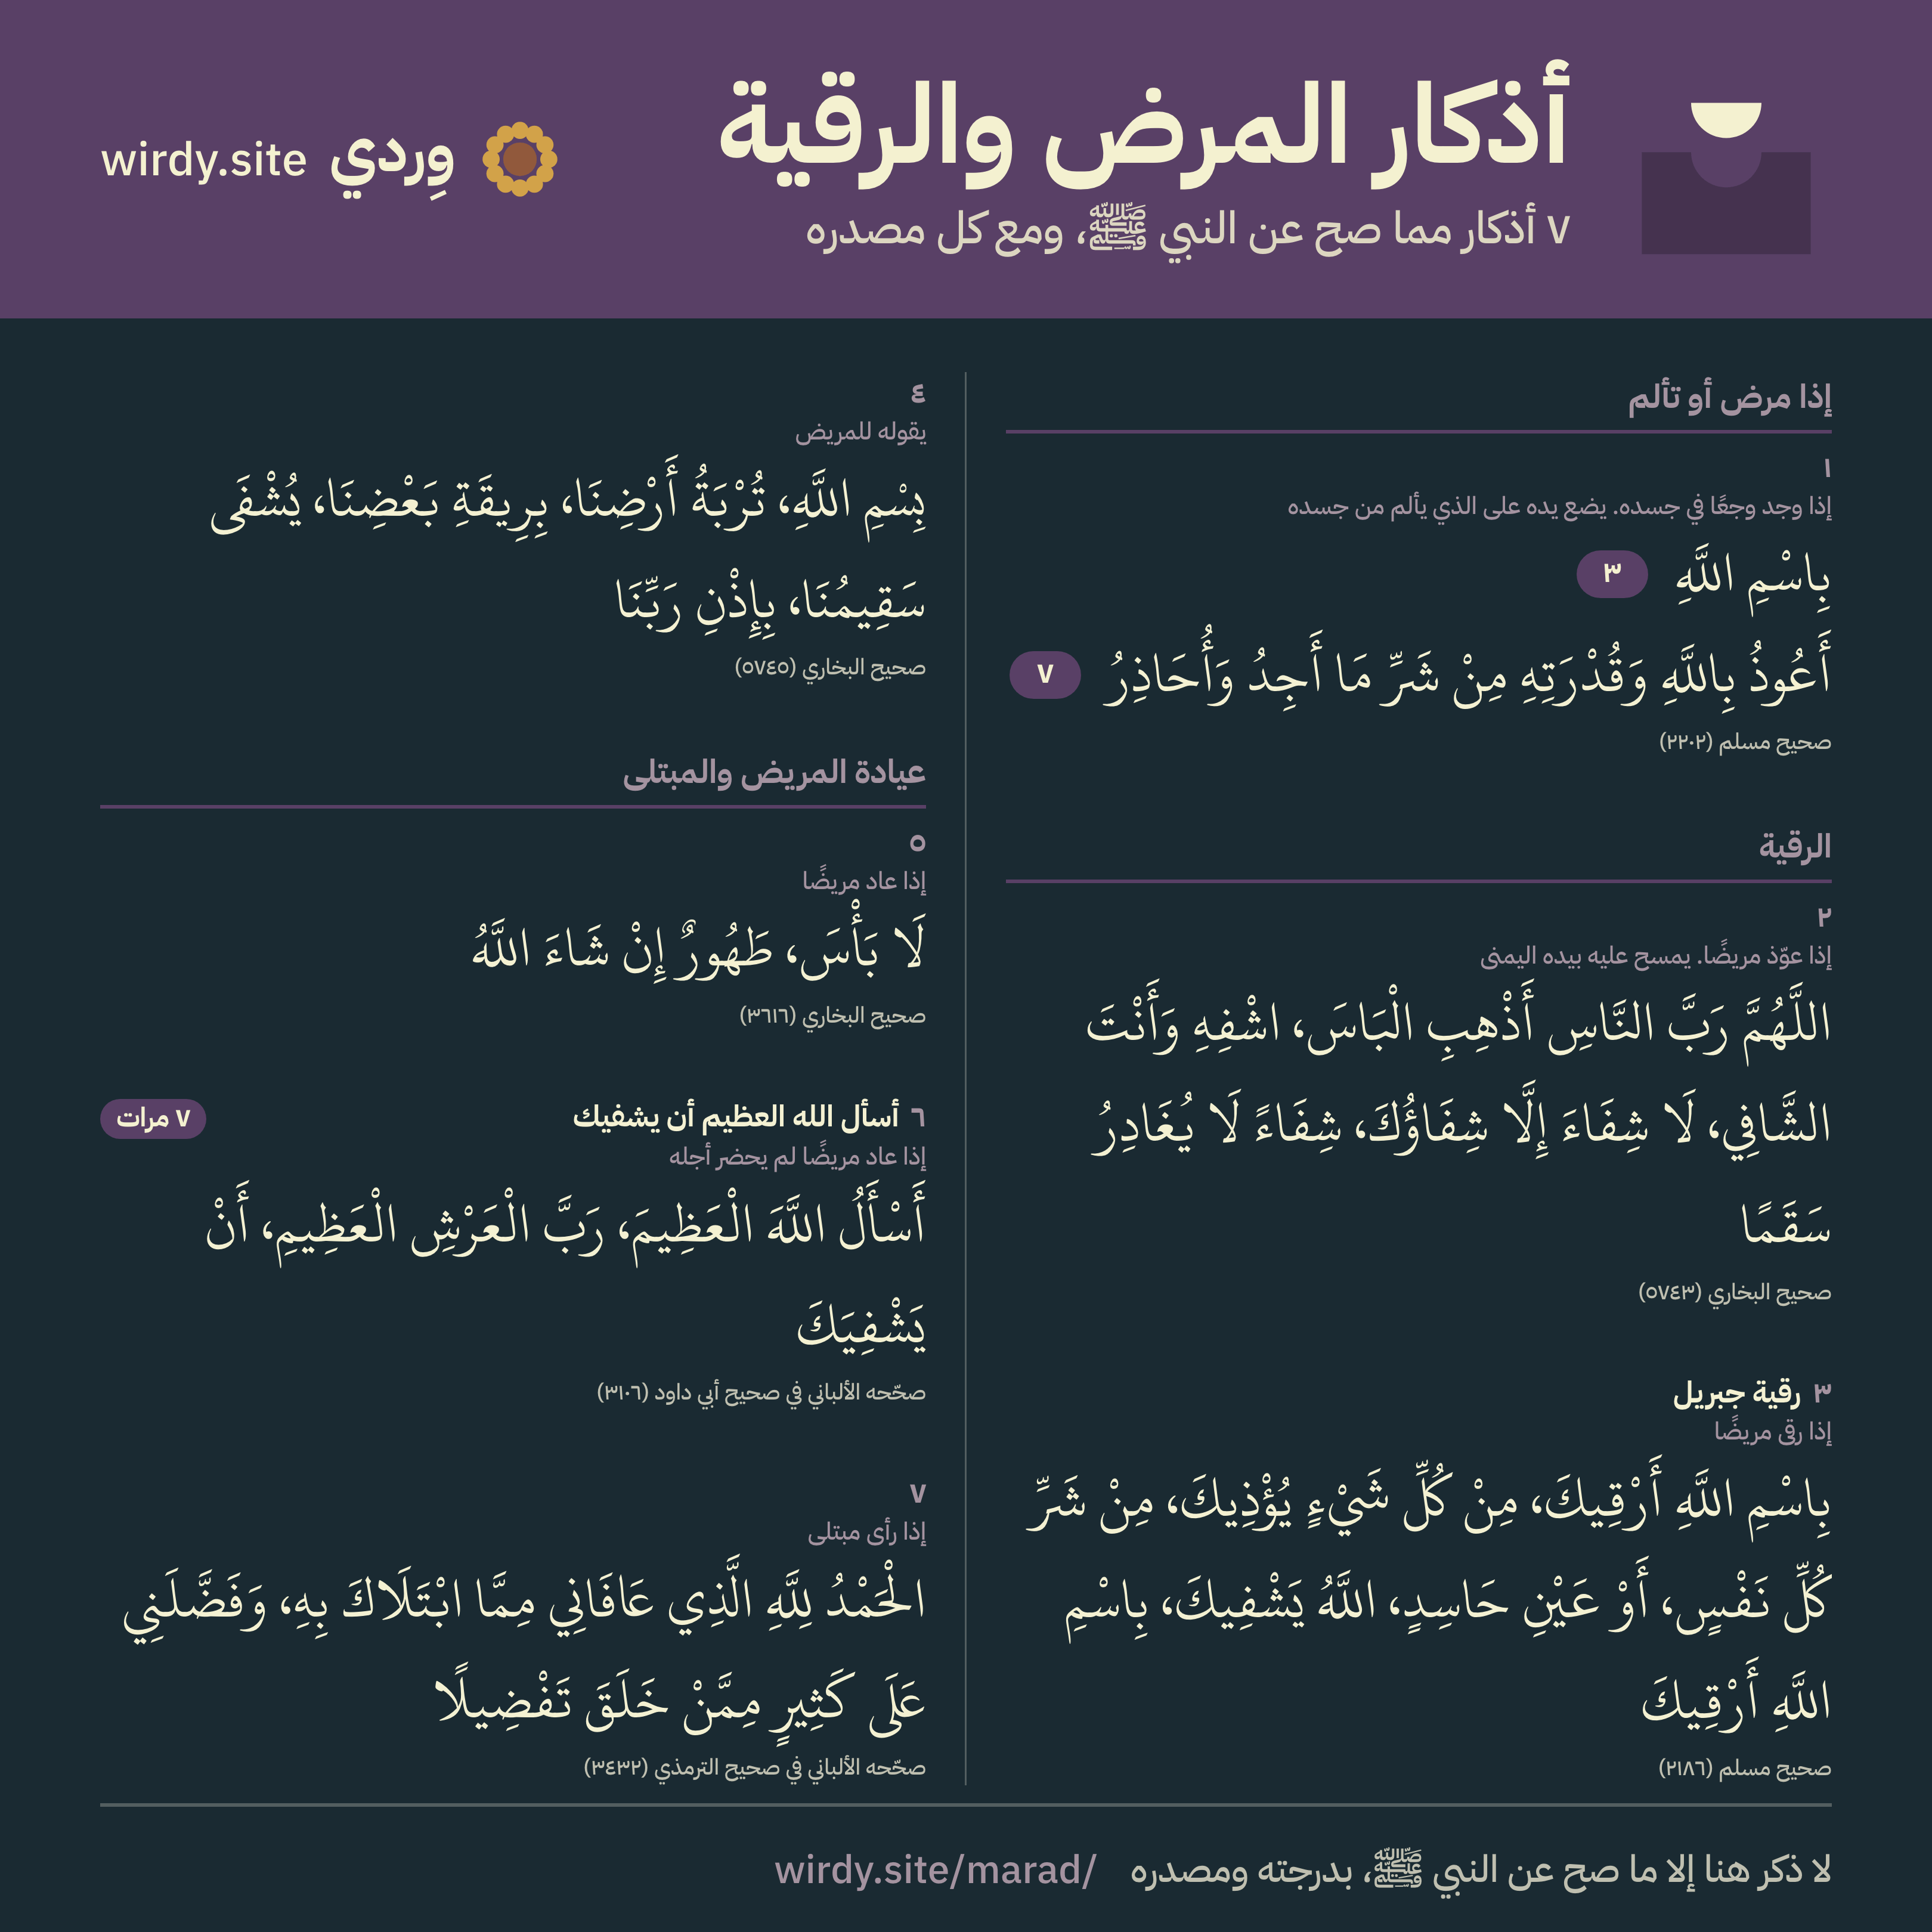 أذكار المرض والرقية
٧ أذكار مما صح عن النبي ﷺ، ومع كل مصدره
وِردي wirdy.site
إذا مرض أو تألم
١
إذا وجد وجعًا في جسده. يضع يده على الذي يألم من جسده
بِاسْمِ اللَّهِ ٣
أَعُوذُ بِاللَّهِ وَقُدْرَتِهِ مِنْ شَرِّ مَا أَجِدُ وَأُحَاذِرُ ٧
صحيح مسلم (٢٢٠٢)
الرقية
٢
إذا عوّذ مريضًا. يمسح عليه بيده اليمنى
اللَّهُمَّ رَبَّ النَّاسِ أَذْهِبِ الْبَاسَ، اشْفِهِ وَأَنْتَ
الشَّافِي، لَا شِفَاءَ إِلَّا شِفَاؤُكَ، شِفَاءً لَا يُغَادِرُ
سَقَمًا
صحيح البخاري (٥٧٤٣)
٣ رقية جبريل
إذا رقى مريضًا
بِاسْمِ اللَّهِ أَرْقِيكَ، مِنْ كُلِّ شَيْءٍ يُؤْذِيكَ، مِنْ شَرِّ
كُلِّ نَفْسٍ، أَوْ عَيْنِ حَاسِدٍ، اللَّهُ يَشْفِيكَ، بِاسْمِ
اللَّهِ أَرْقِيكَ
صحيح مسلم (٢١٨٦)
٤
يقوله للمريض
بِسْمِ اللَّهِ، تُرْبَةُ أَرْضِنَا، بِرِيقَةِ بَعْضِنَا، يُشْفَى
سَقِيمُنَا، بِإِذْنِ رَبِّنَا
صحيح البخاري (٥٧٤٥)
عيادة المريض والمبتلى
٥
إذا عاد مريضًا
لَا بَأْسَ، طَهُورٌ إِنْ شَاءَ اللَّهُ
صحيح البخاري (٣٦١٦)
٦ أسأل الله العظيم أن يشفيك ٧ مرات
إذا عاد مريضًا لم يحضر أجله
أَسْأَلُ اللَّهَ الْعَظِيمَ، رَبَّ الْعَرْشِ الْعَظِيمِ، أَنْ
يَشْفِيَكَ
صحّحه الألباني في صحيح أبي داود (٣١٠٦)
٧
إذا رأى مبتلى
الْحَمْدُ لِلَّهِ الَّذِي عَافَانِي مِمَّا ابْتَلَاكَ بِهِ، وَفَضَّلَنِي
عَلَى كَثِيرٍ مِمَّنْ خَلَقَ تَفْضِيلًا
صحّحه الألباني في صحيح الترمذي (٣٤٣٢)
لا ذكر هنا إلا ما صح عن النبي ﷺ، بدرجته ومصدره wirdy.site/marad/